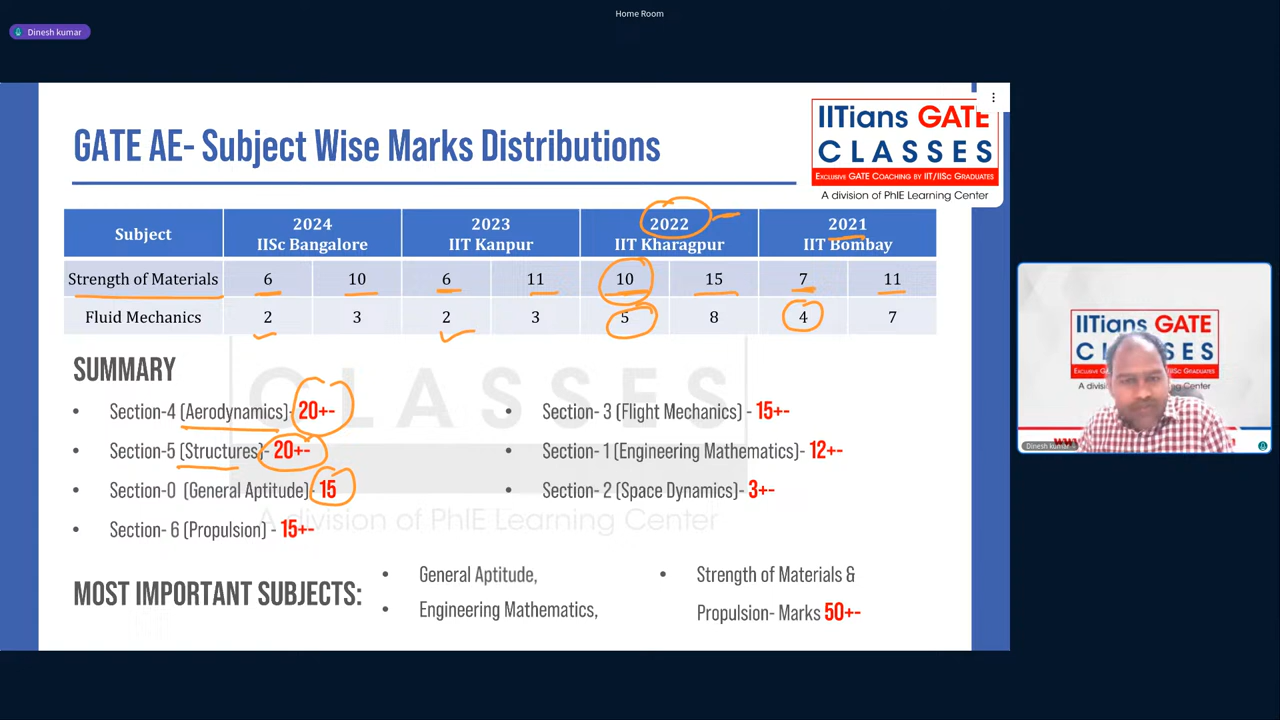 Home Room
Dinesh kumar
GATE AE- Subject Wise Marks Distributions
IITians GATE
CLASSES
EXCLUSIVE GATE COACHING BY IIT/IISc GRADUATES
A division of PhIE Learning Center
Subject 2024 IISc Bangalore 2023 IIT Kanpur 2022 IIT Kharagpur 2021 IIT Bombay
Strength of Materials 6 10 6 11 10 15 7 11
Fluid Mechanics 2 3 2 3 5 8 4 7
CLASSES
A division of PhIE Learning Center
SUMMARY
• Section-4 (Aerodynamics)- 20+-
• Section-5 (Structures)- 20+-
• Section-0 (General Aptitude)- 15
• Section- 6 (Propulsion) - 15+-
• Section- 3 (Flight Mechanics) - 15+-
• Section- 1 (Engineering Mathematics)- 12+-
• Section- 2 (Space Dynamics)- 3+-
MOST IMPORTANT SUBJECTS:
• General Aptitude,
• Engineering Mathematics,
• Strength of Materials &
Propulsion- Marks 50+-
IITians GATE
CLASSES
Dinesh kumar